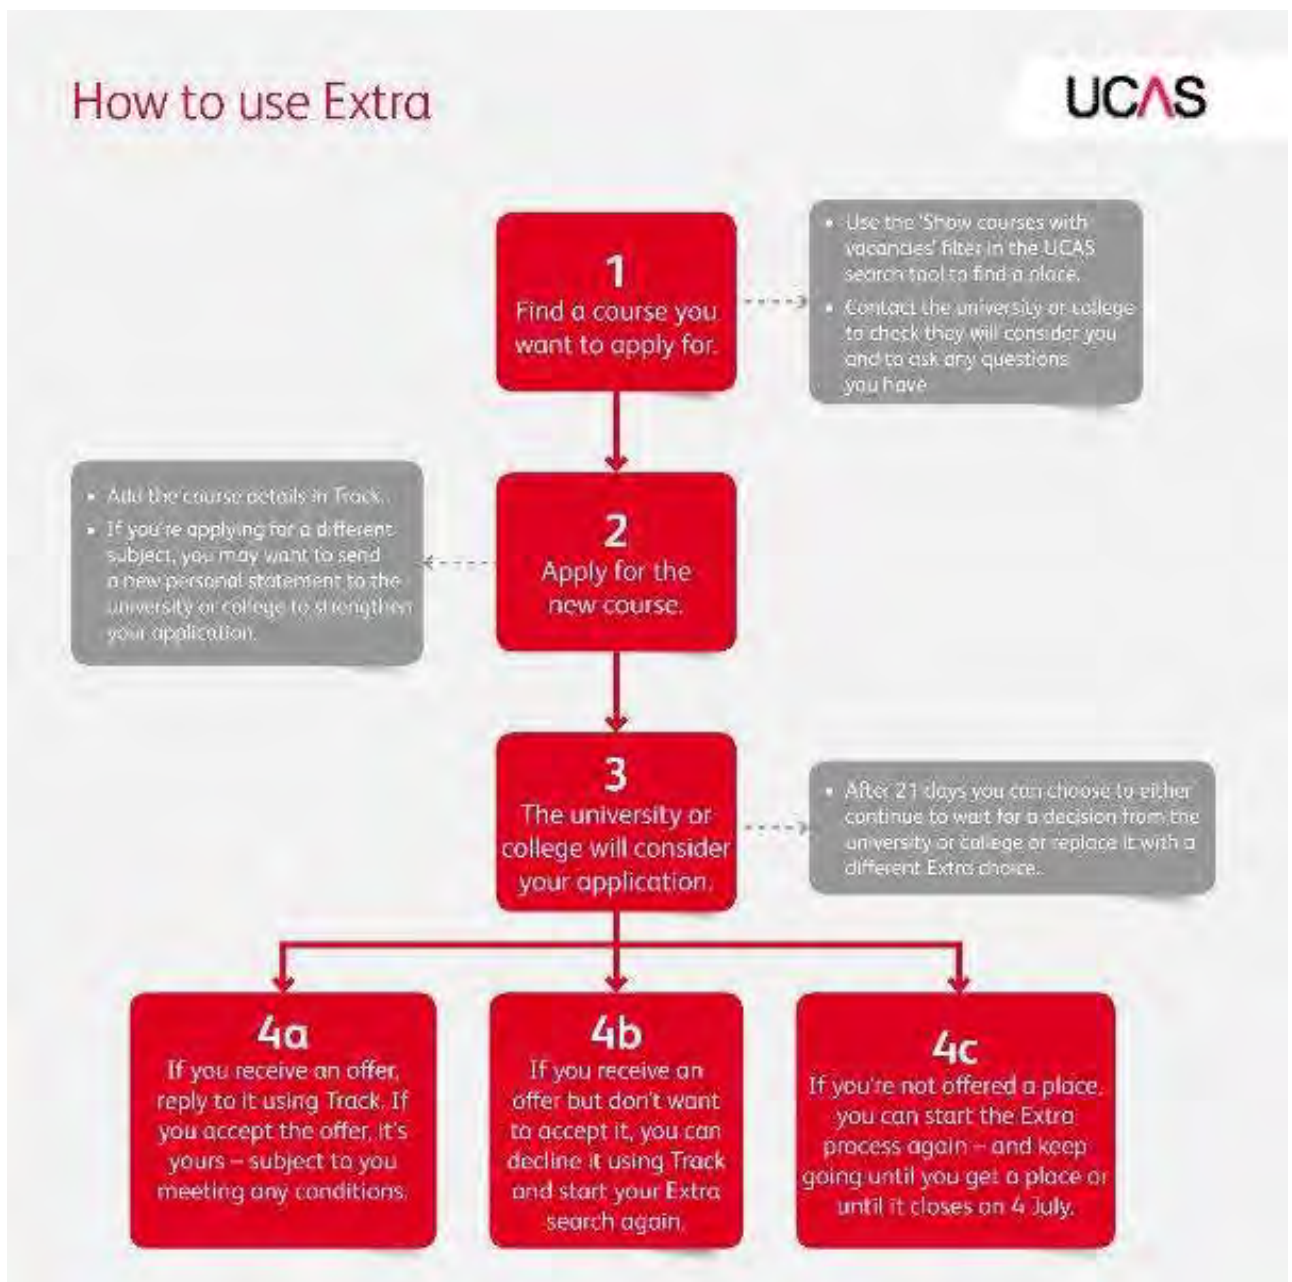 How to use Extra
UCAS
1
Find a course you
want to apply for.
• Use the 'Show courses with
vacancies' filter in the UCAS
search tool to find a place.
• Contact the university or college
to check they will consider you
and to ask any questions
you have
2
Apply for the
new course.
• Add the course details in Track.
• If you're applying for a different
subject, you may want to send
a new personal statement to the
university or college to strengthen
your application.
3
The university or
college will consider
your application.
• After 21 days you can choose to either
continue to wait for a decision from the
university or college or replace it with a
different Extra choice.
4a
If you receive an offer,
reply to it using Track. If
you accept the offer, it's
yours – subject to you
meeting any conditions.
4b
If you receive an
offer but don't want
to accept it, you can
decline it using Track
and start your Extra
search again.
4c
If you're not offered a place,
you can start the Extra
process again – and keep
going until you get a place or
until it closes on 4 July.